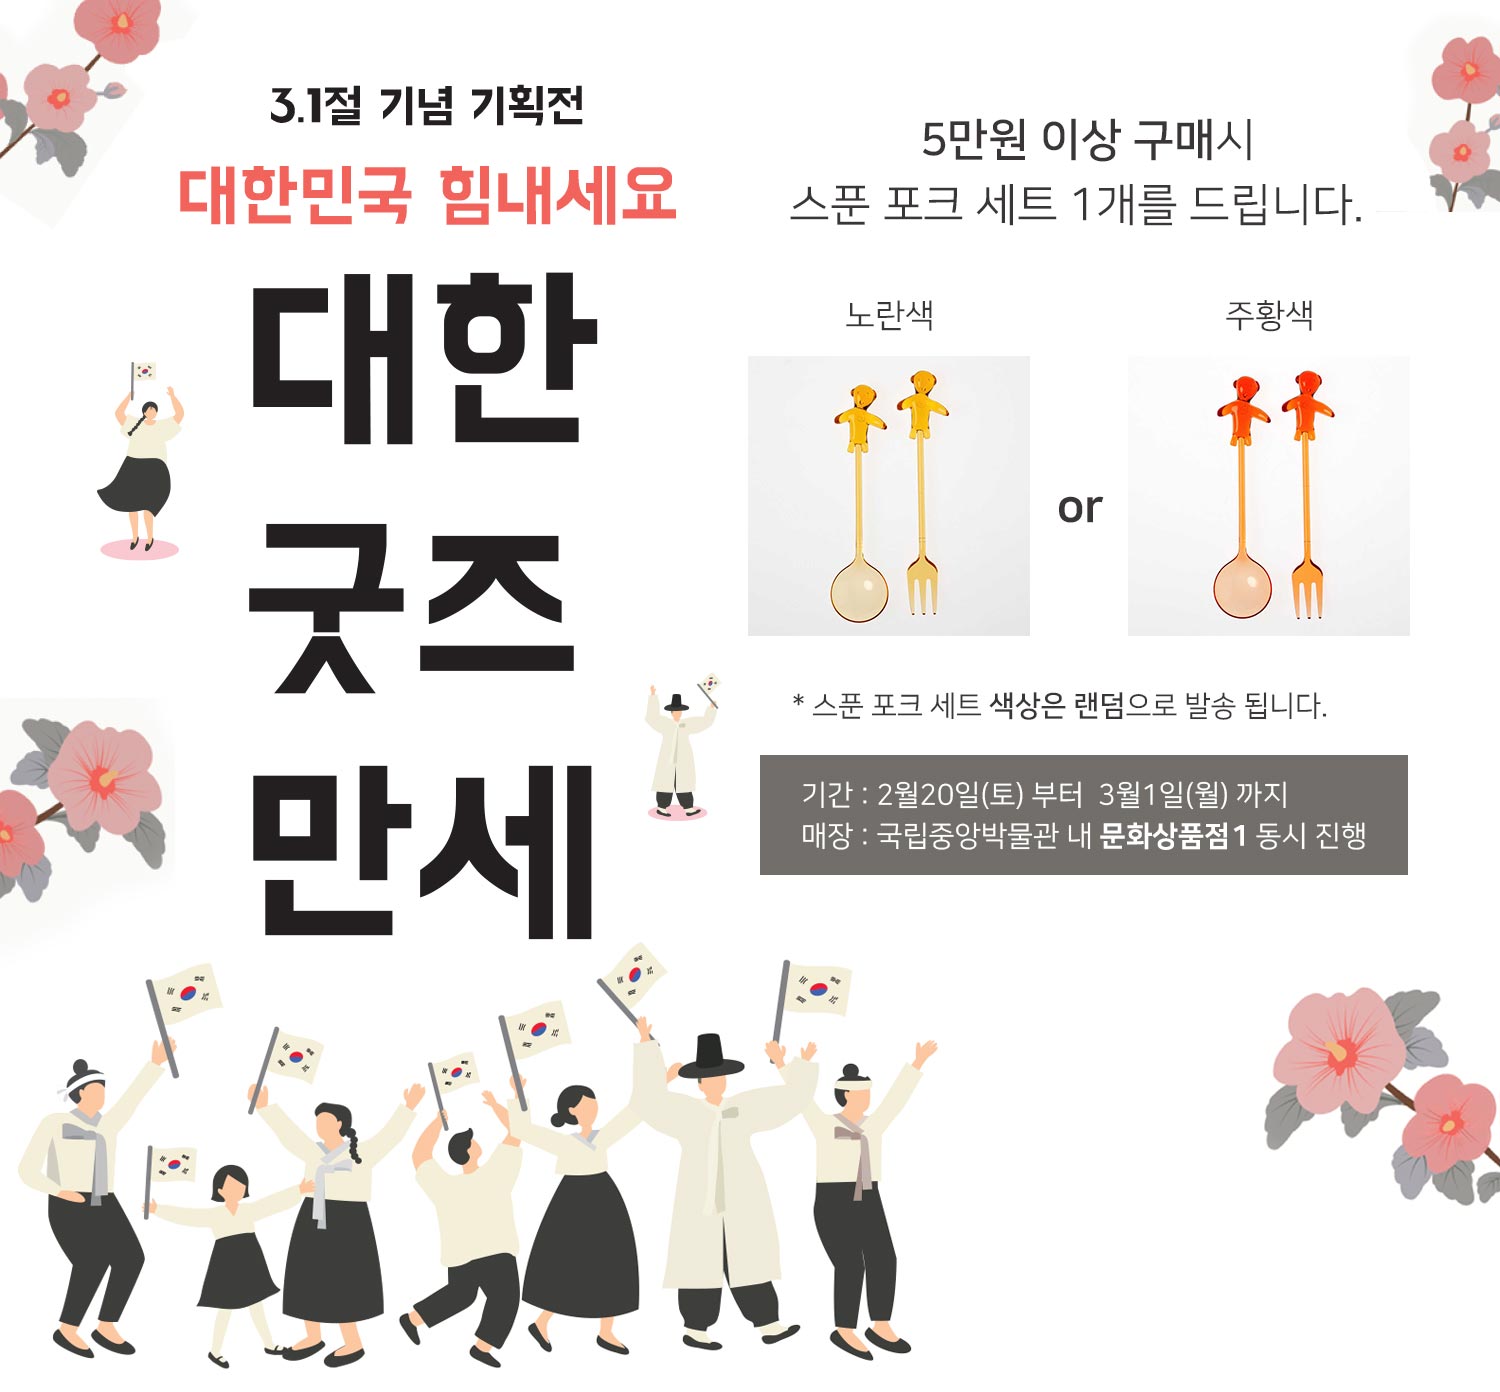 3.1절 기념 기획전
대한민국 힘내세요
대한
굿즈
만세
5만원 이상 구매시
스푼 포크 세트 1개를 드립니다.
노란색
주황색
or
* 스푼 포크 세트 색상은 랜덤으로 발송 됩니다.
기간 : 2월20일(토) 부터 3월1일(월) 까지
매장 : 국립중앙박물관 내 문화상품점1 동시 진행